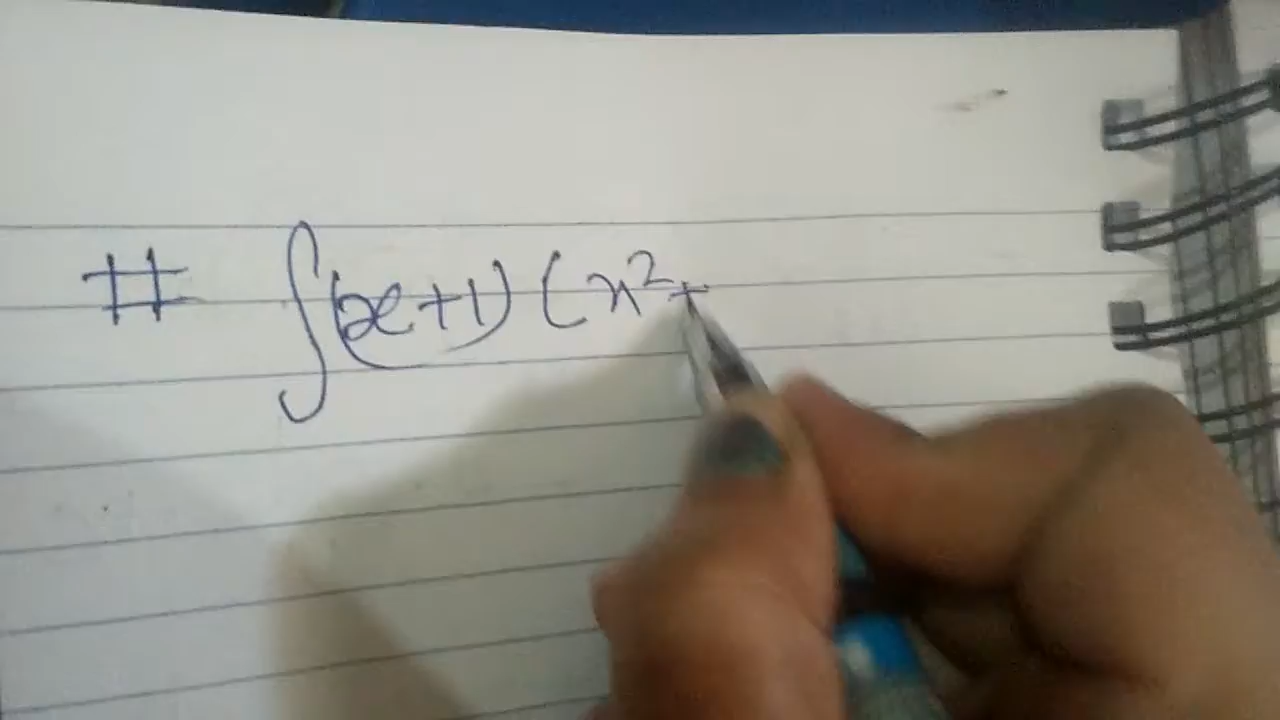 # ∫(x+1) (x²+